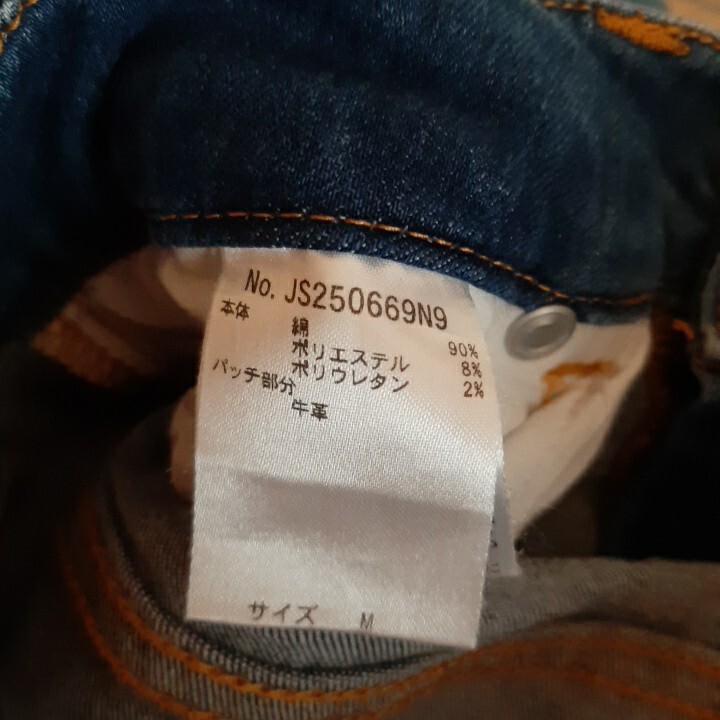 No. JS250669N9
本体 綿 90%
ポリエステル 8%
ポリウレタン 2%
パッチ部分
牛革
サイズ M